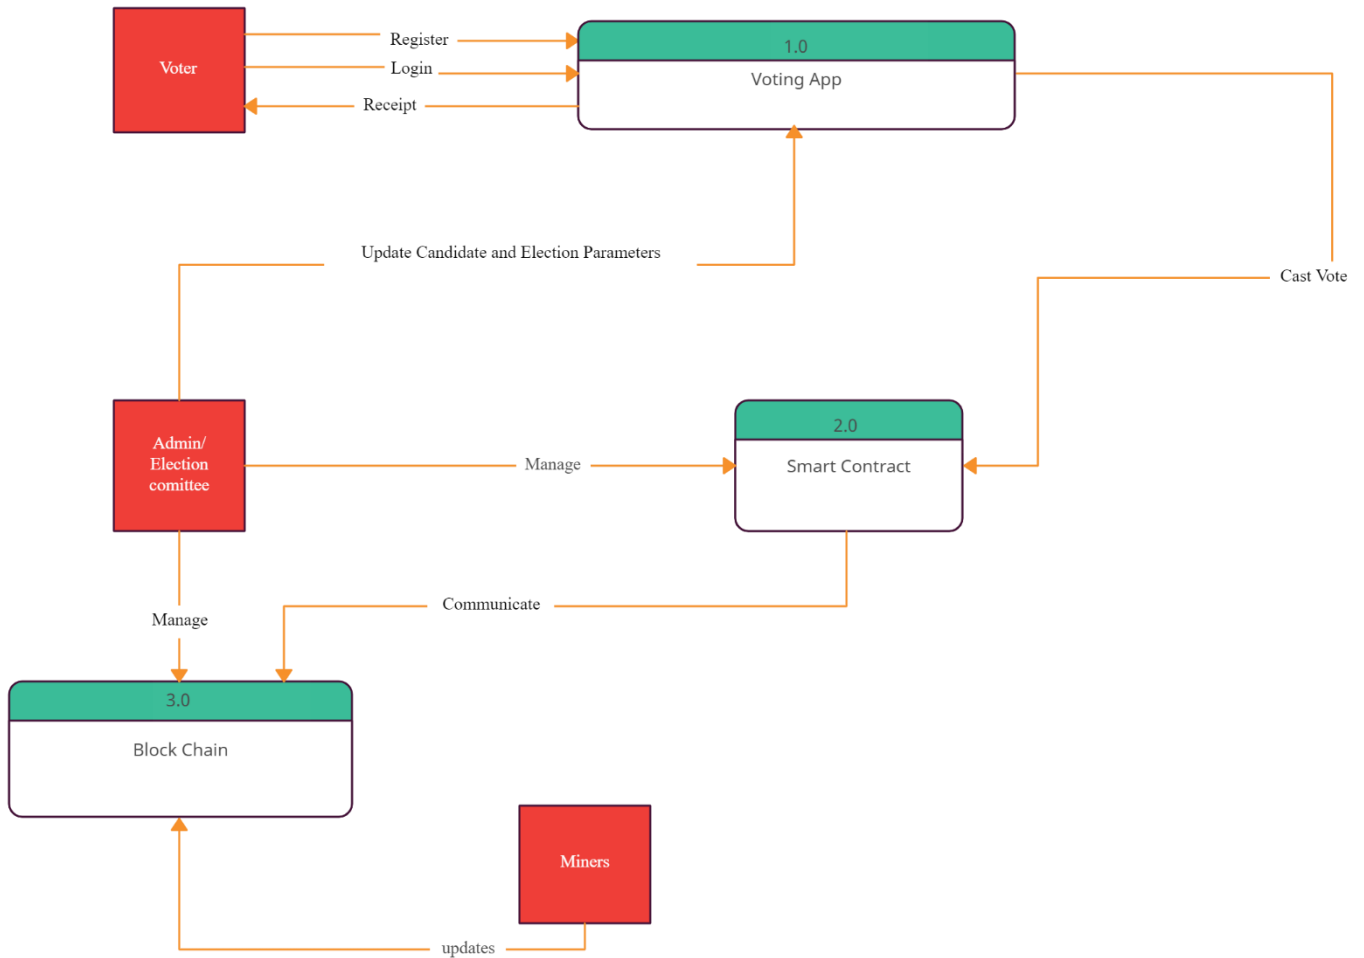 Voter
Register
Login
Receipt
1.0
Voting App
Update Candidate and Election Parameters
Cast Vote
Admin/
Election
comittee
Manage
2.0
Smart Contract
Communicate
Manage
3.0
Block Chain
Miners
updates